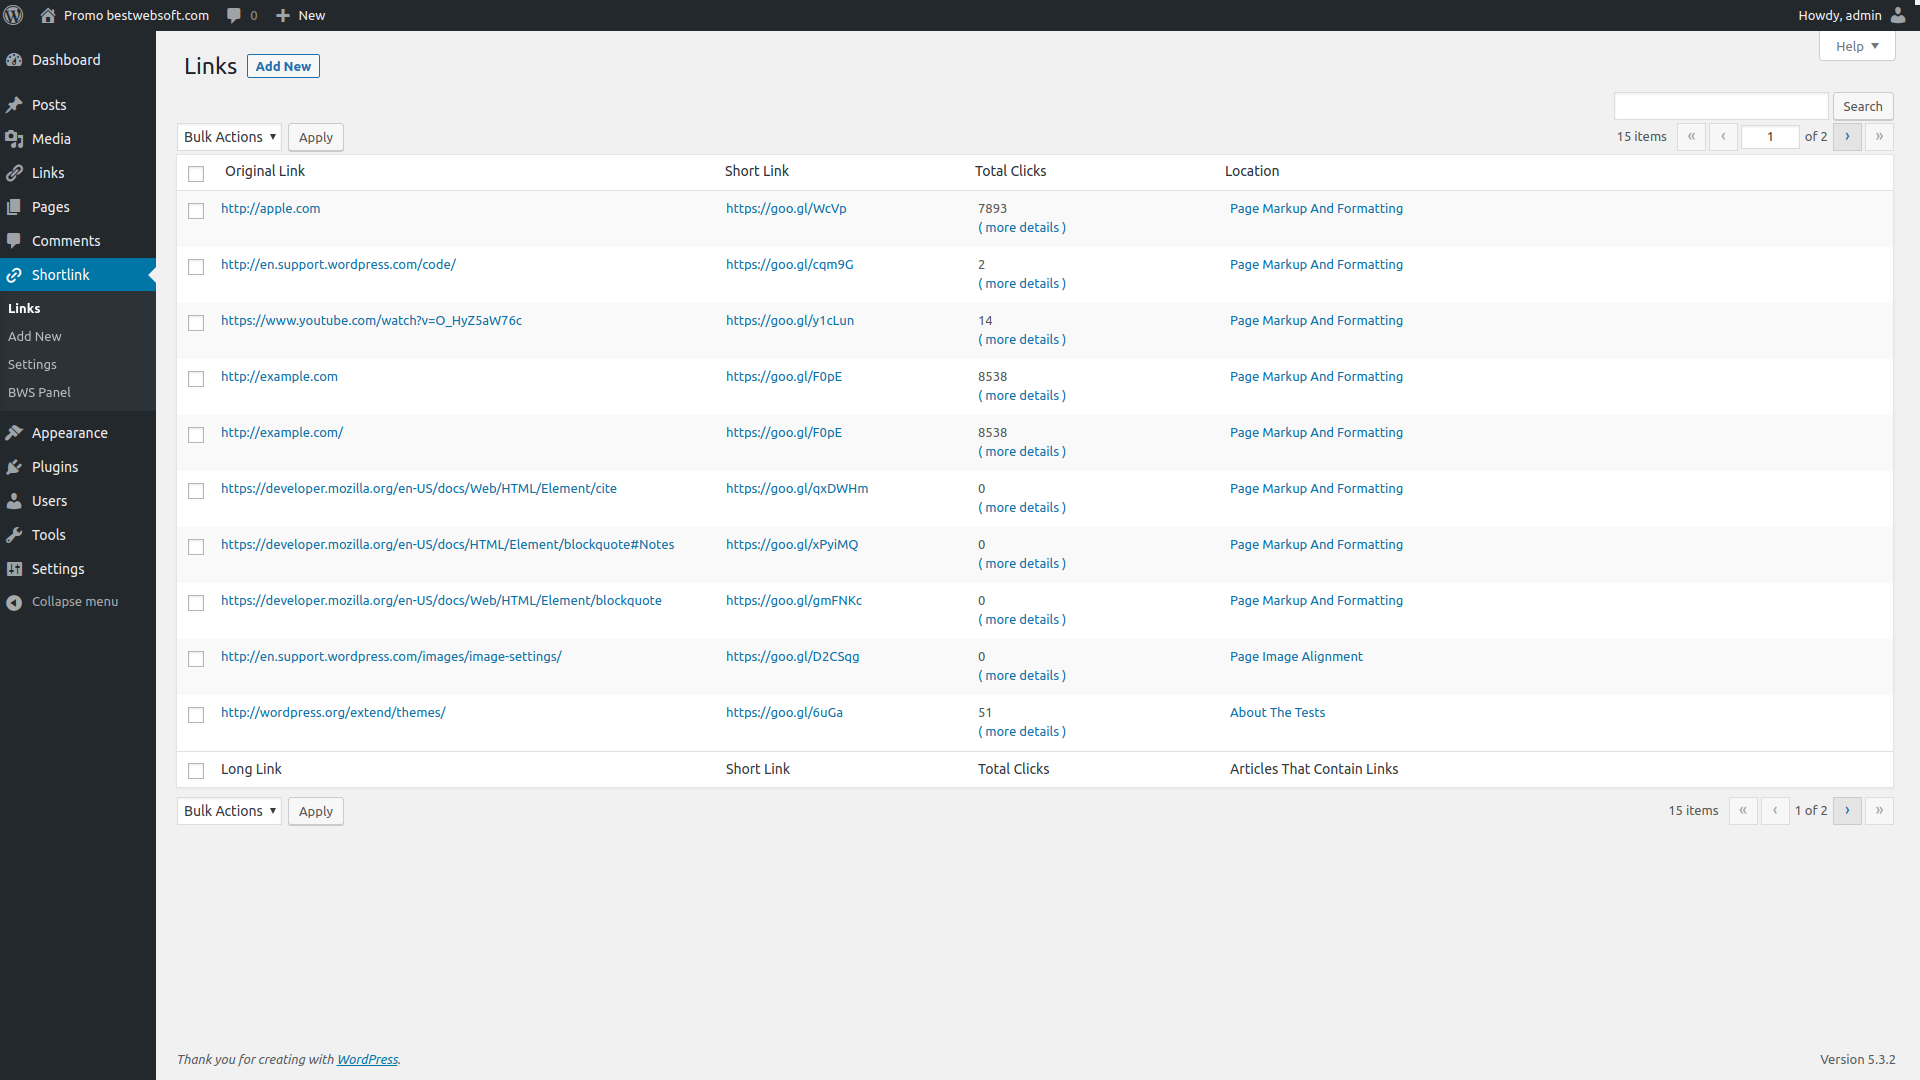 Promo bestwebsoft.com 0 New Howdy, admin
Help
Dashboard
Posts
Media
Links
Pages
Comments
Shortlink
Links
Add New
Settings
BWS Panel
Appearance
Plugins
Users
Tools
Settings
Collapse menu
Links Add New
Search
Bulk Actions Apply 15 items « ‹ 1 of 2 › »
Original Link Short Link Total Clicks Location
http://apple.com https://goo.gl/WcVp 7893 Page Markup And Formatting
( more details )
http://en.support.wordpress.com/code/ https://goo.gl/cqm9G 2 Page Markup And Formatting
( more details )
https://www.youtube.com/watch?v=O_HyZ5aW76c https://goo.gl/y1cLun 14 Page Markup And Formatting
( more details )
http://example.com https://goo.gl/F0pE 8538 Page Markup And Formatting
( more details )
http://example.com/ https://goo.gl/F0pE 8538 Page Markup And Formatting
( more details )
https://developer.mozilla.org/en-US/docs/Web/HTML/Element/cite https://goo.gl/qxDWHm 0 Page Markup And Formatting
( more details )
https://developer.mozilla.org/en-US/docs/HTML/Element/blockquote#Notes https://goo.gl/xPyiMQ 0 Page Markup And Formatting
( more details )
https://developer.mozilla.org/en-US/docs/Web/HTML/Element/blockquote https://goo.gl/gmFNKc 0 Page Markup And Formatting
( more details )
http://en.support.wordpress.com/images/image-settings/ https://goo.gl/D2CSqg 0 Page Image Alignment
( more details )
http://wordpress.org/extend/themes/ https://goo.gl/6uGa 51 About The Tests
( more details )
Long Link Short Link Total Clicks Articles That Contain Links
Bulk Actions Apply 15 items « ‹ 1 of 2 › »
Thank you for creating with WordPress. Version 5.3.2